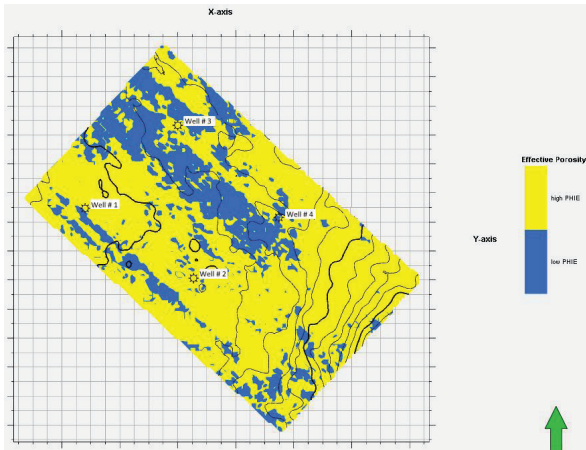 X-axis
Well # 3
Effective Porosity
high PHIE
Well # 1
Well # 4
Y-axis
low PHIE
Well # 2